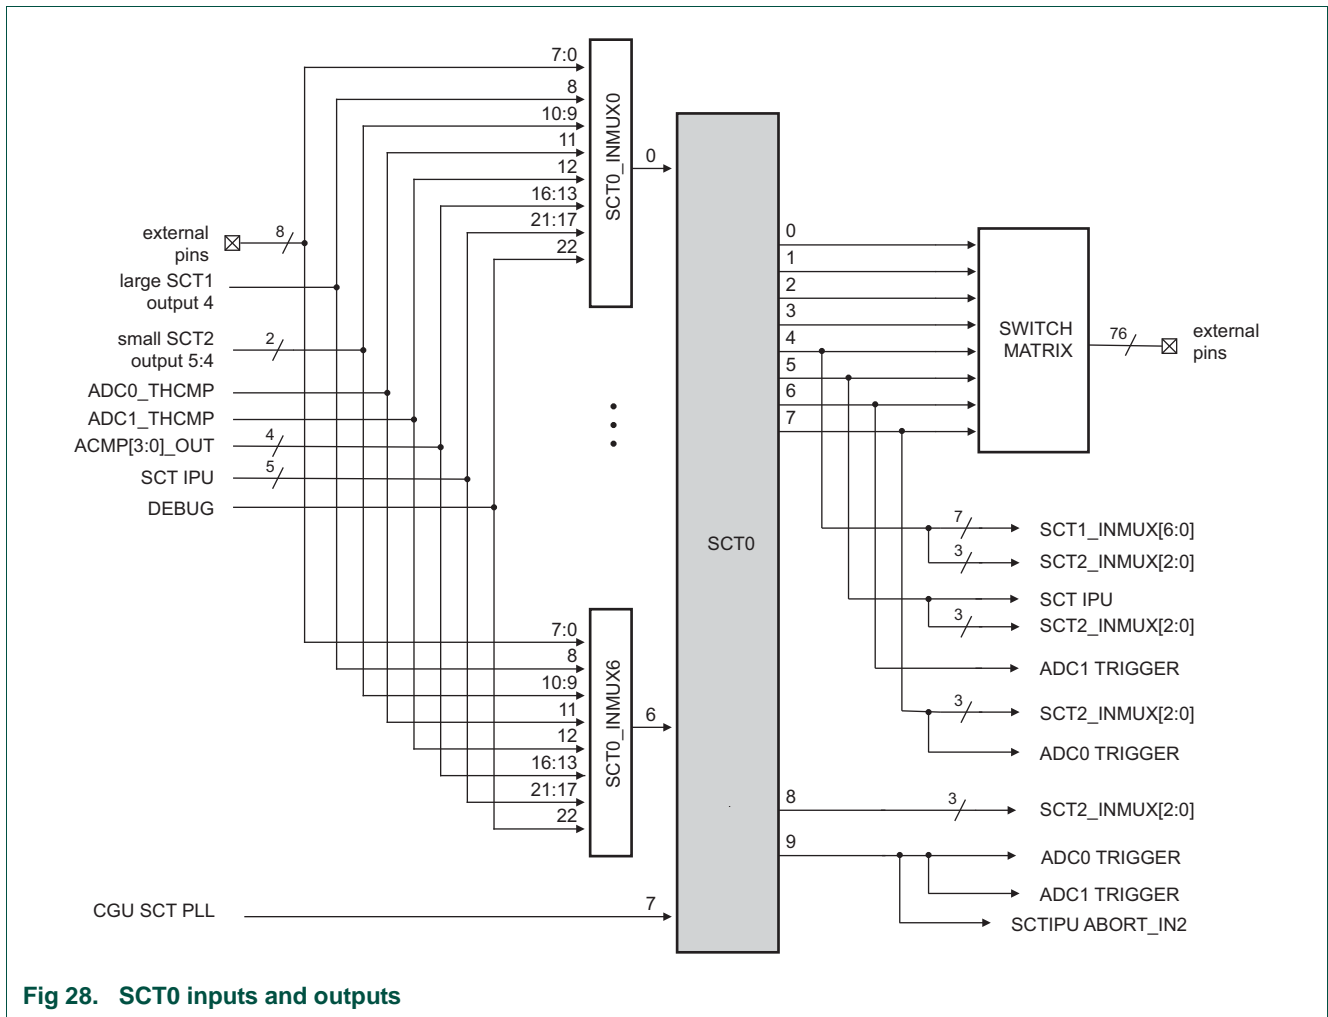 7:0
8
10:9
11
12
16:13
21:17
22
SCT0_INMUX0
0
external
pins
8
large SCT1
output 4
small SCT2
output 5:4
2
ADC0_THCMP
ADC1_THCMP
ACMP[3:0]_OUT
4
SCT IPU
5
DEBUG
7:0
8
10:9
11
12
16:13
21:17
22
SCT0_INMUX6
6
CGU SCT PLL
7
SCT0
0
1
2
3
4
5
6
7
SWITCH
MATRIX
76
external
pins
7
SCT1_INMUX[6:0]
3
SCT2_INMUX[2:0]
SCT IPU
3
SCT2_INMUX[2:0]
ADC1 TRIGGER
3
SCT2_INMUX[2:0]
ADC0 TRIGGER
8
3
SCT2_INMUX[2:0]
9
ADC0 TRIGGER
ADC1 TRIGGER
SCTIPU ABORT_IN2
Fig 28. SCT0 inputs and outputs